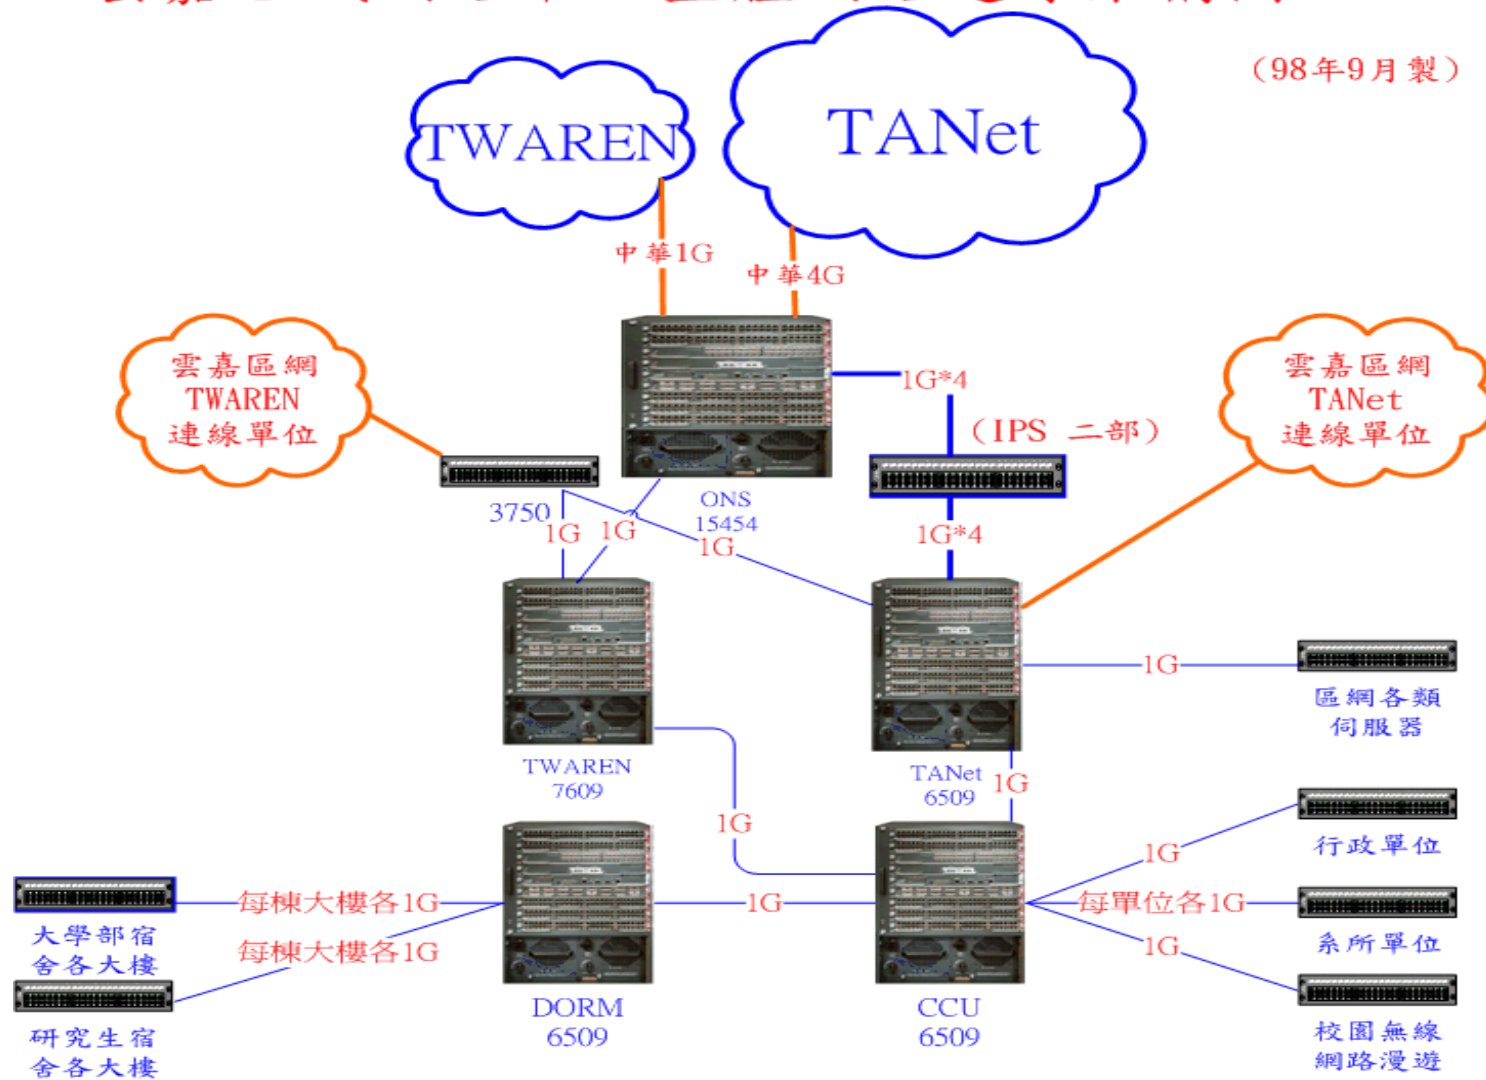 （98年9月製）
TWAREN
TANet
中華1G
中華4G
雲嘉區網
TWAREN
連線單位
1G*4
（IPS 二部）
雲嘉區網
TANet
連線單位
3750
ONS
15454
1G
1G
1G
1G*4
1G
區網各類
伺服器
TWAREN
7609
TANet
6509
1G
1G
1G
行政單位
每棟大樓各1G
1G
每單位各1G
大學部宿
舍各大樓
系所單位
每棟大樓各1G
1G
研究生宿
舍各大樓
DORM
6509
CCU
6509
校園無線
網路漫遊